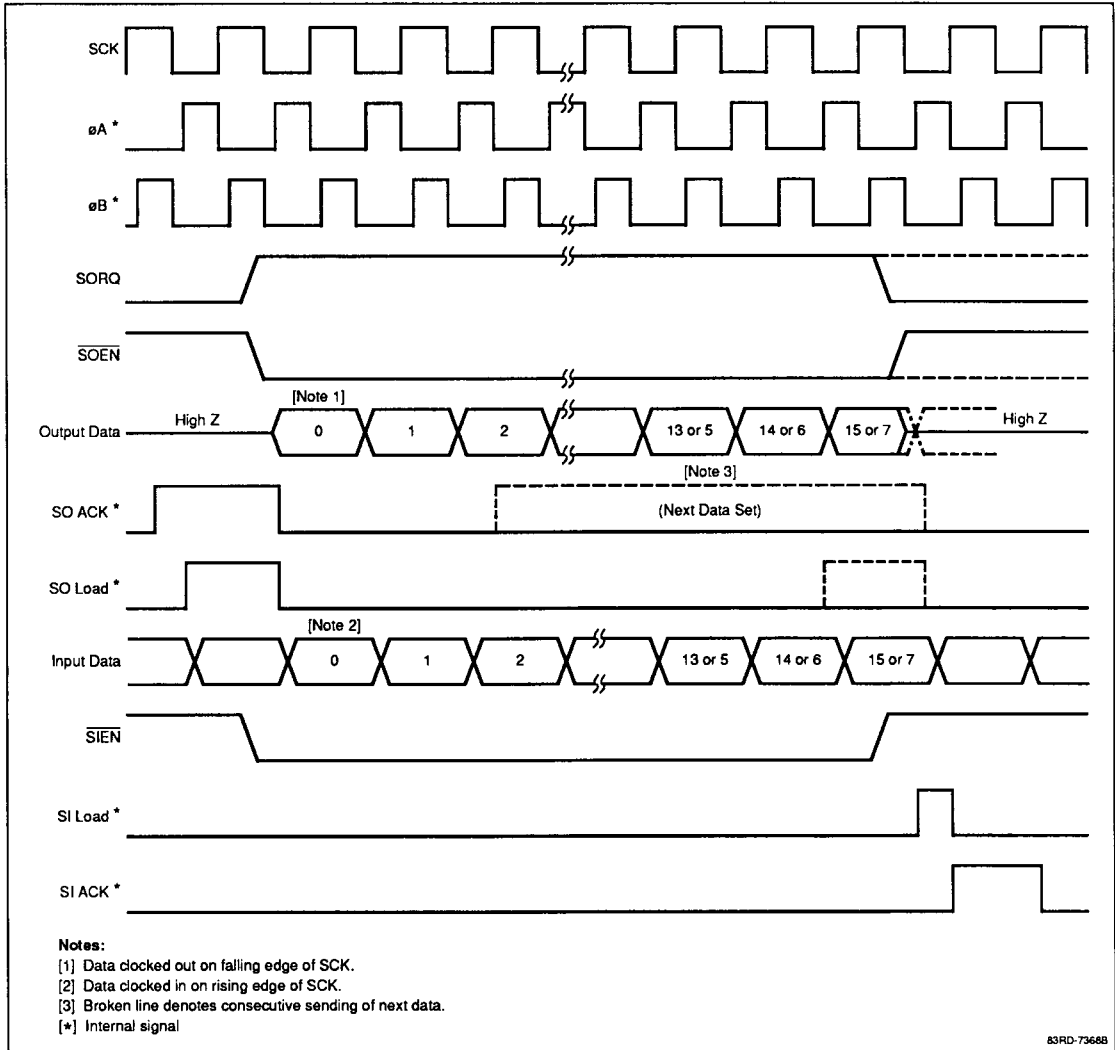 SCK
øA *
øB *
SORQ
SOEN
[Note 1]
Output Data
High Z
0
1
2
13 or 5
14 or 6
15 or 7
High Z
[Note 3]
SO ACK *
(Next Data Set)
SO Load *
[Note 2]
Input Data
0
1
2
13 or 5
14 or 6
15 or 7
SIEN
SI Load *
SI ACK *
Notes:
[1] Data clocked out on falling edge of SCK.
[2] Data clocked in on rising edge of SCK.
[3] Broken line denotes consecutive sending of next data.
[*] Internal signal
83RD-7368B